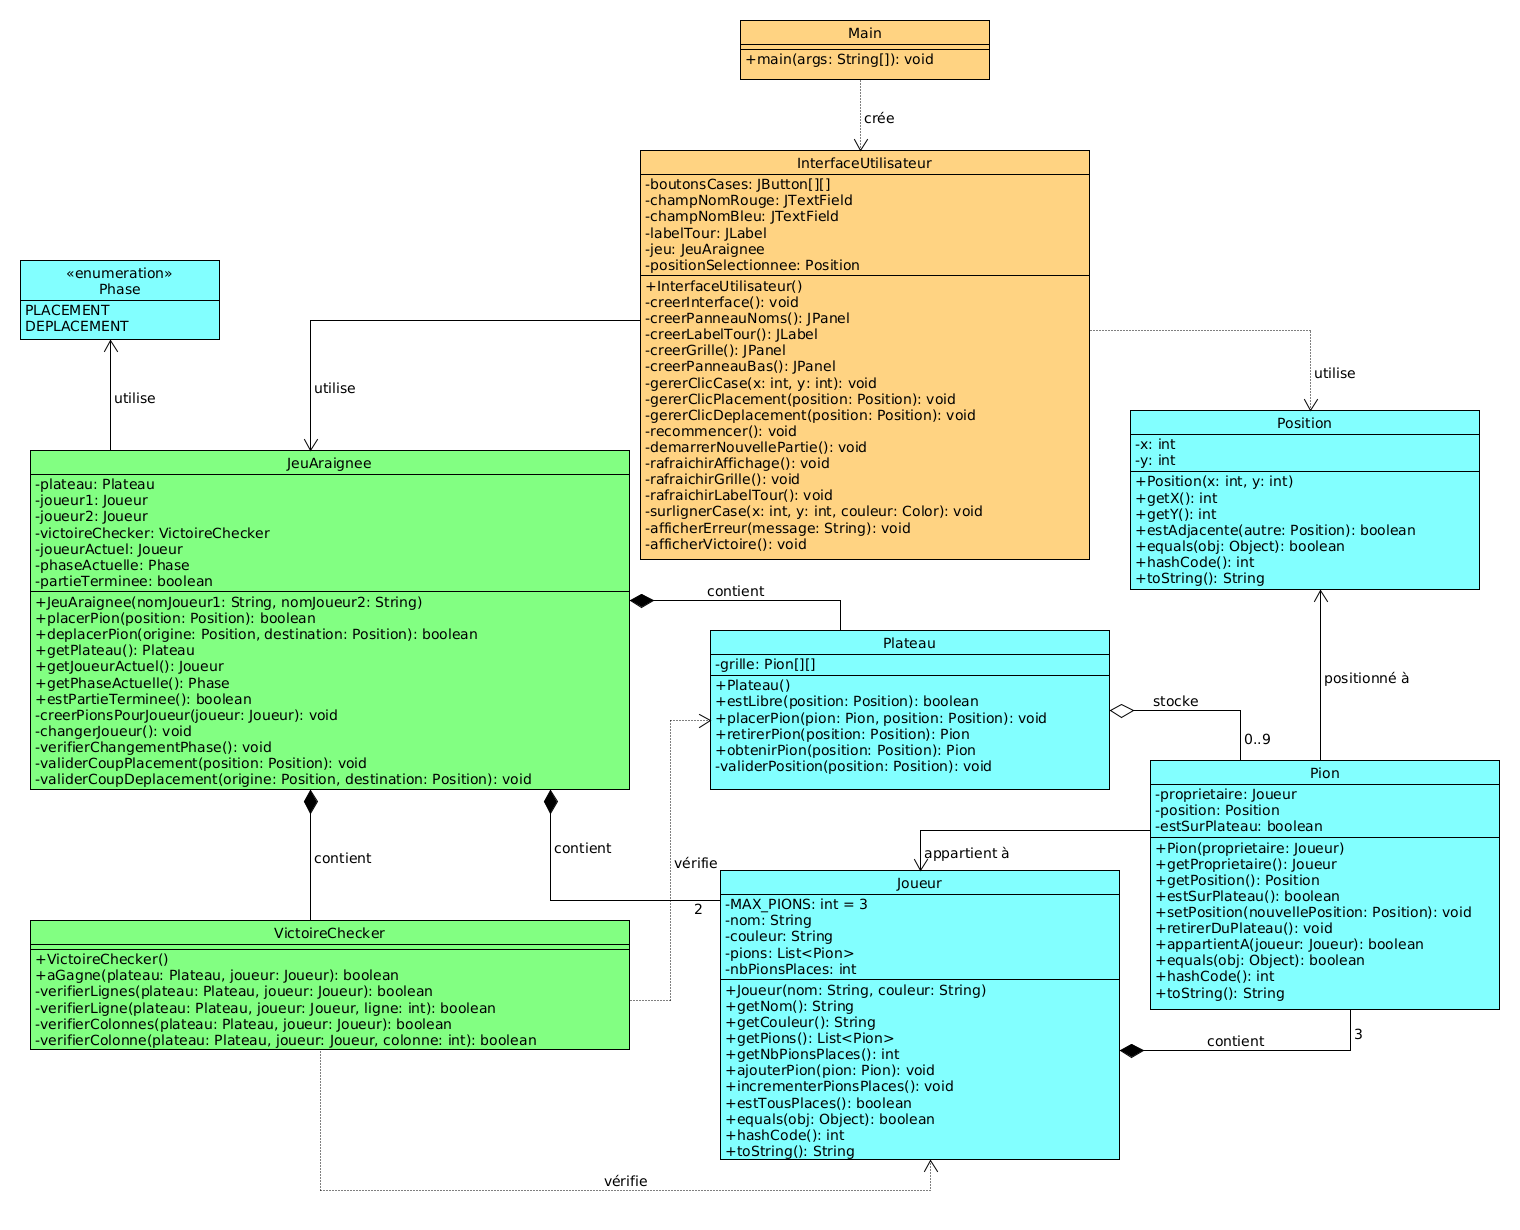 Main
+main(args: String[]): void
crée
InterfaceUtilisateur
-boutonsCases: JButton[][]
-champNomRouge: JTextField
-champNomBleu: JTextField
-labelTour: JLabel
-jeu: JeuAraignee
-positionSelectionnee: Position
+InterfaceUtilisateur()
-creerInterface(): void
-creerPanneauNoms(): JPanel
-creerLabelTour(): JLabel
-creerGrille(): JPanel
-creerPanneauBas(): JPanel
-gererClicCase(x: int, y: int): void
-gererClicPlacement(position: Position): void
-gererClicDeplacement(position: Position): void
-recommencer(): void
-demarrerNouvellePartie(): void
-rafraichirAffichage(): void
-rafraichirGrille(): void
-rafraichirLabelTour(): void
-surlignerCase(x: int, y: int, couleur: Color): void
-afficherErreur(message: String): void
-afficherVictoire(): void
«enumeration»
Phase
PLACEMENT
DEPLACEMENT
utilise
utilise
utilise
Position
-x: int
-y: int
+Position(x: int, y: int)
+getX(): int
+getY(): int
+estAdjacente(autre: Position): boolean
+equals(obj: Object): boolean
+hashCode(): int
+toString(): String
JeuAraignee
-plateau: Plateau
-joueur1: Joueur
-joueur2: Joueur
-victoireChecker: VictoireChecker
-joueurActuel: Joueur
-phaseActuelle: Phase
-partieTerminee: boolean
+JeuAraignee(nomJoueur1: String, nomJoueur2: String)
+placerPion(position: Position): boolean
+deplacerPion(origine: Position, destination: Position): boolean
+getPlateau(): Plateau
+getJoueurActuel(): Joueur
+getPhaseActuelle(): Phase
+estPartieTerminee(): boolean
-creerPionsPourJoueur(joueur: Joueur): void
-changerJoueur(): void
-verifierChangementPhase(): void
-validerCoupPlacement(position: Position): void
-validerCoupDeplacement(origine: Position, destination: Position): void
contient
Plateau
-grille: Pion[][]
+Plateau()
+estLibre(position: Position): boolean
+placerPion(pion: Pion, position: Position): void
+retirerPion(position: Position): Pion
+obtenirPion(position: Position): Pion
-validerPosition(position: Position): void
stocke
0..9
positionné à
Pion
-proprietaire: Joueur
-position: Position
-estSurPlateau: boolean
+Pion(proprietaire: Joueur)
+getProprietaire(): Joueur
+getPosition(): Position
+estSurPlateau(): boolean
+setPosition(nouvellePosition: Position): void
+retirerDuPlateau(): void
+appartientA(joueur: Joueur): boolean
+equals(obj: Object): boolean
+hashCode(): int
+toString(): String
contient
contient
2
vérifie
appartient à
Joueur
-MAX_PIONS: int = 3
-nom: String
-couleur: String
-pions: List<Pion>
-nbPionsPlaces: int
+Joueur(nom: String, couleur: String)
+getNom(): String
+getCouleur(): String
+getPions(): List<Pion>
+getNbPionsPlaces(): int
+ajouterPion(pion: Pion): void
+incrementerPionsPlaces(): void
+estTousPlaces(): boolean
+equals(obj: Object): boolean
+hashCode(): int
+toString(): String
contient
3
VictoireChecker
+VictoireChecker()
+aGagne(plateau: Plateau, joueur: Joueur): boolean
-verifierLignes(plateau: Plateau, joueur: Joueur): boolean
-verifierLigne(plateau: Plateau, joueur: Joueur, ligne: int): boolean
-verifierColonnes(plateau: Plateau, joueur: Joueur): boolean
-verifierColonne(plateau: Plateau, joueur: Joueur, colonne: int): boolean
vérifie